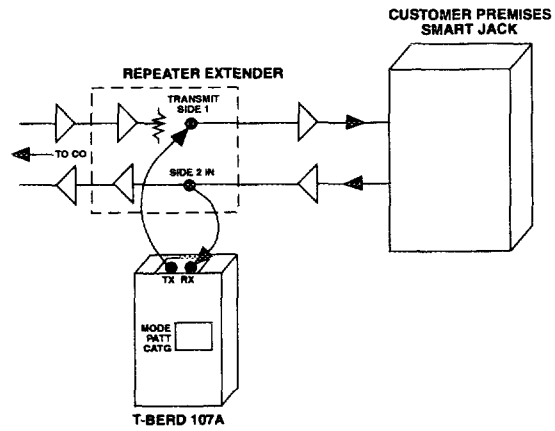 CUSTOMER PREMISES
SMART JACK
REPEATER EXTENDER
TRANSMIT
SIDE 1
TO CO
SIDE 2 IN
TX RX
MODE
PATT
CATG
T-BERD 107A